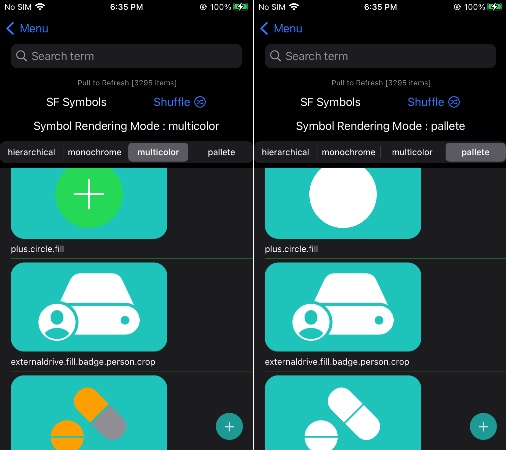 No SIM 6:35 PM 100%
Menu
Search term
Pull to Refresh [3295 items]
SF Symbols Shuffle
Symbol Rendering Mode : multicolor
hierarchical monochrome multicolor pallete
plus.circle.fill
externaldrive.fill.badge.person.crop
No SIM 6:35 PM 100%
Menu
Search term
Pull to Refresh [3295 items]
SF Symbols Shuffle
Symbol Rendering Mode : pallete
hierarchical monochrome multicolor pallete
plus.circle.fill
externaldrive.fill.badge.person.crop